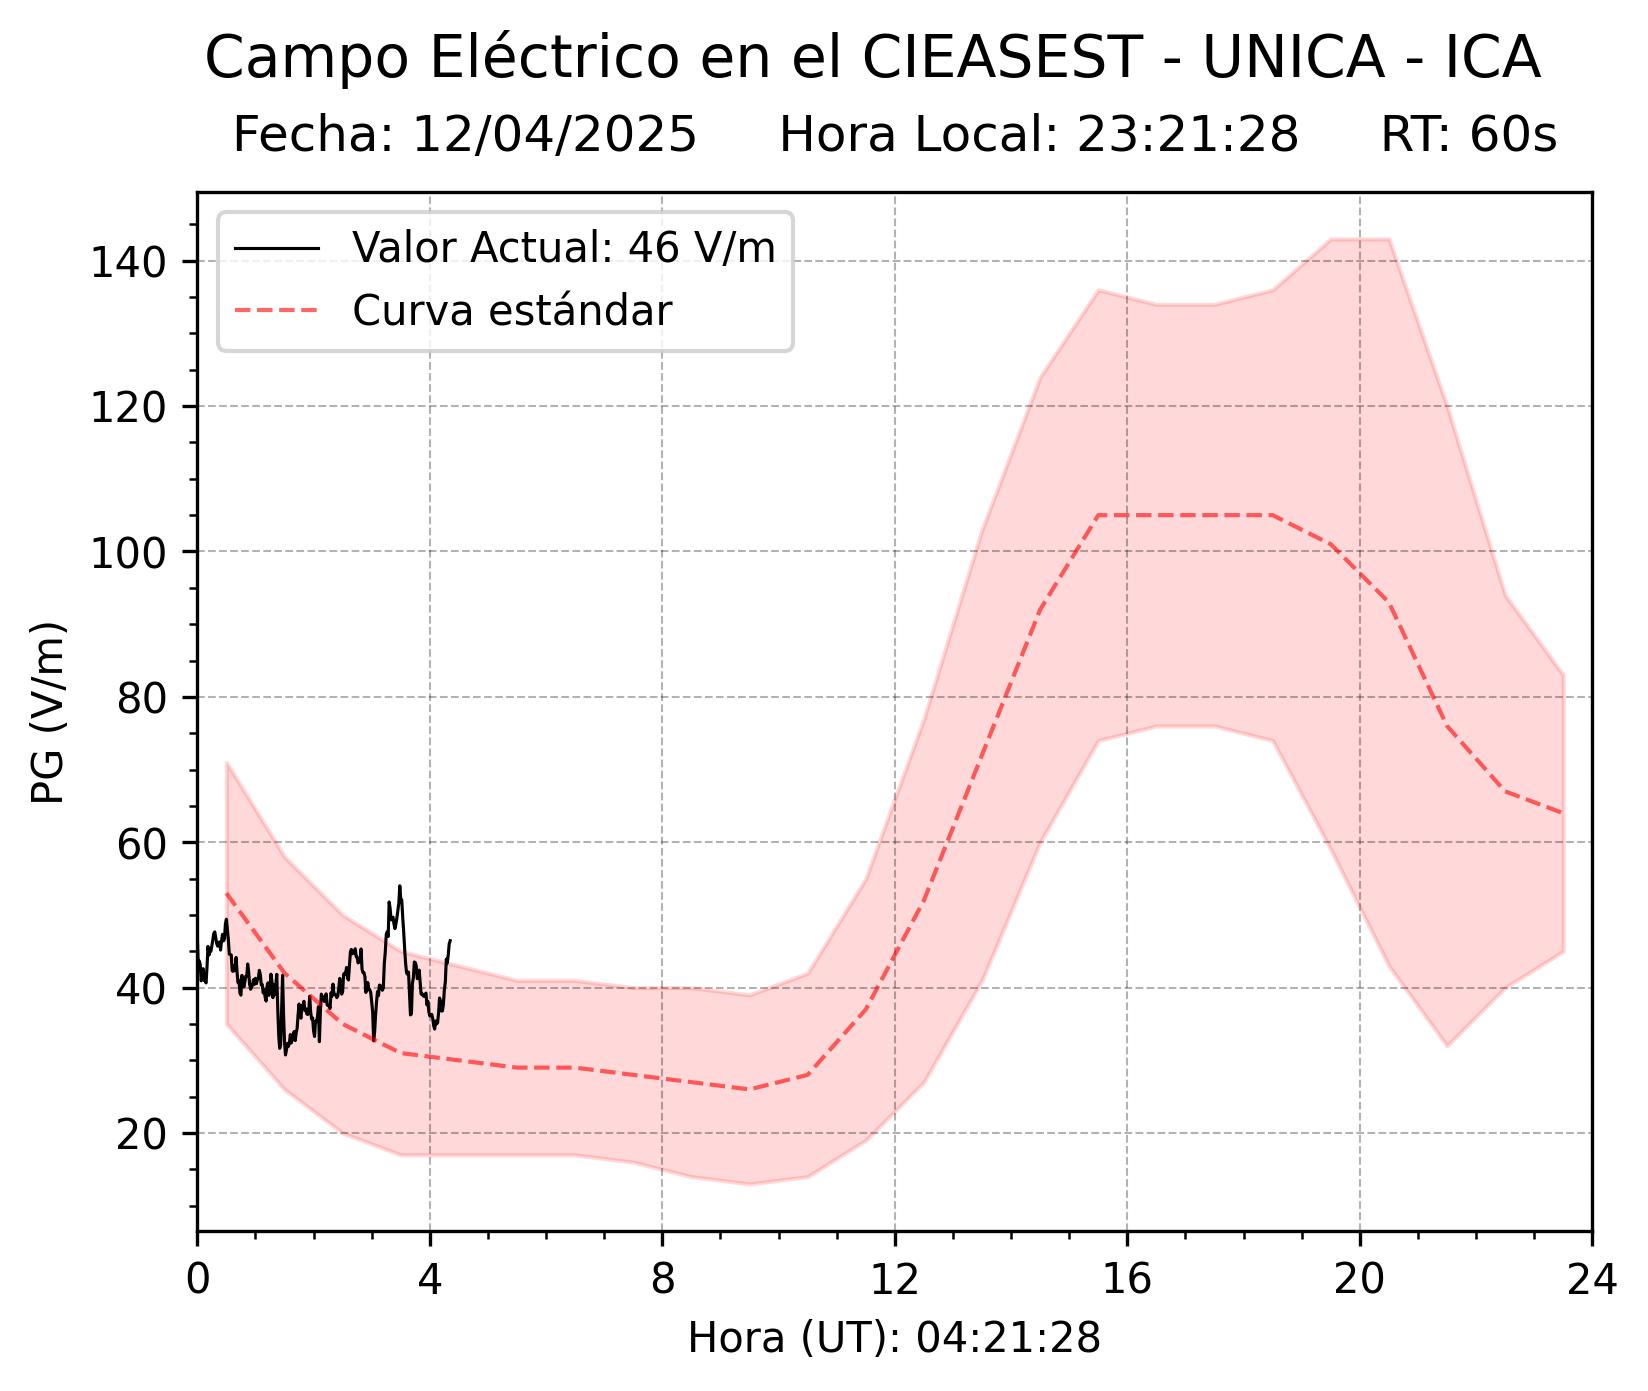 Campo Eléctrico en el CIEASEST - UNICA - ICA
Fecha: 12/04/2025 Hora Local: 23:21:28 RT: 60s
Valor Actual: 46 V/m
Curva estándar
PG (V/m)
140
120
100
80
60
40
20
0 4 8 12 16 20 24
Hora (UT): 04:21:28